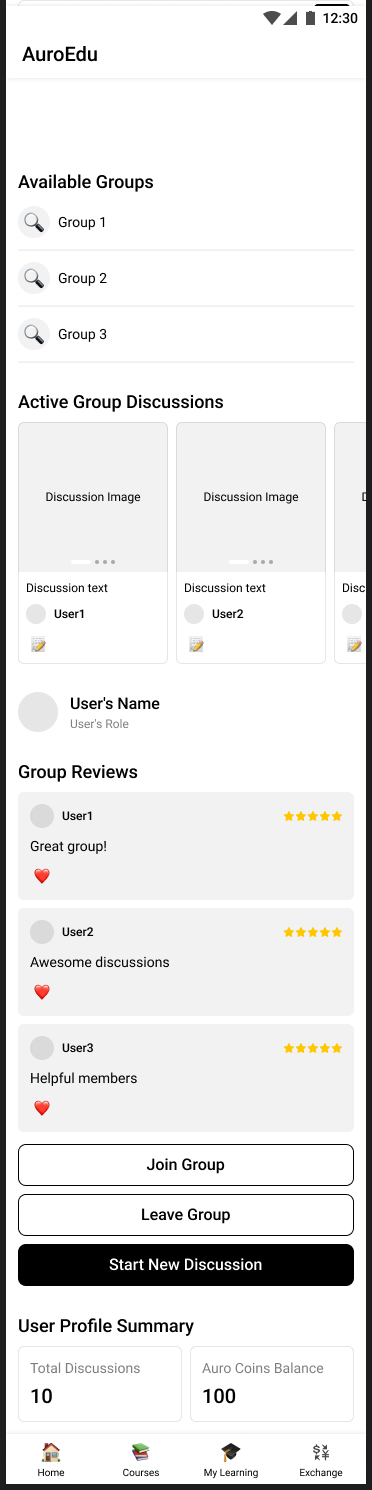 12:30
AuroEdu
Available Groups
Group 1
Group 2
Group 3
Active Group Discussions
Discussion Image
Discussion Image
Discussion text
Discussion text
User1
User2
User's Name
User's Role
Group Reviews
User1
Great group!
User2
Awesome discussions
User3
Helpful members
Join Group
Leave Group
Start New Discussion
User Profile Summary
Total Discussions
Auro Coins Balance
10
100
Home
Courses
My Learning
Exchange